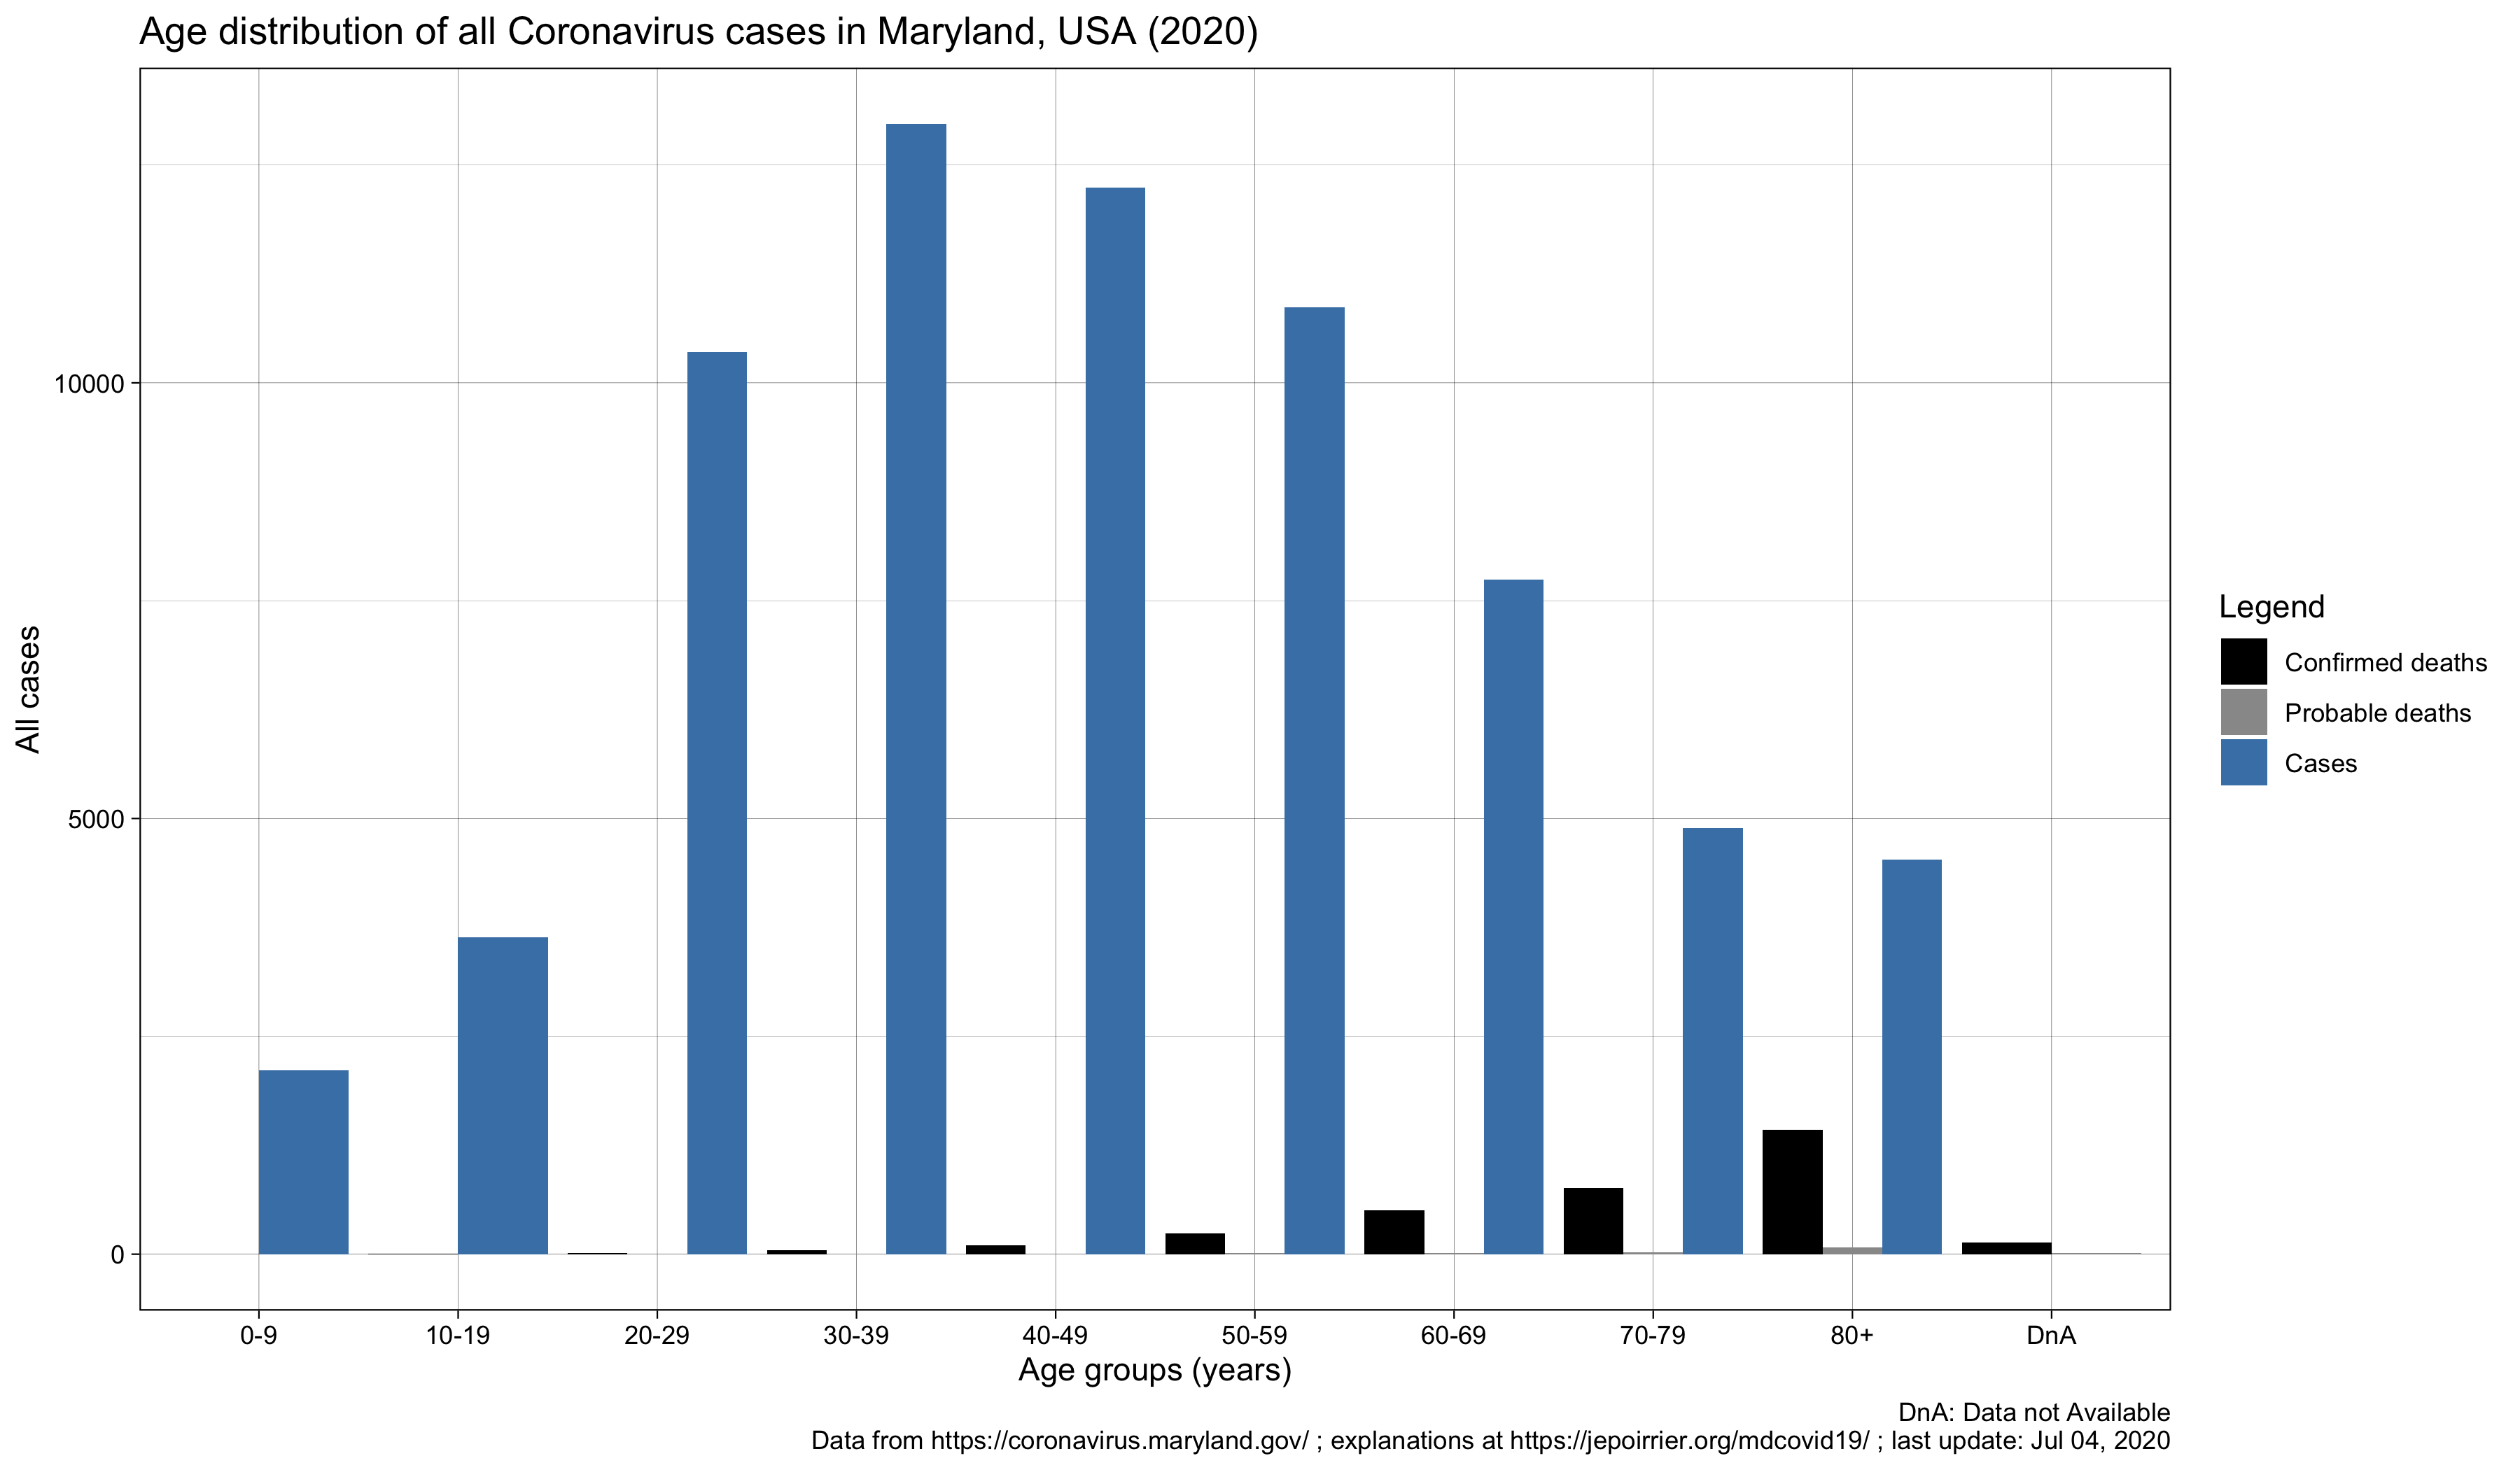 Age distribution of all Coronavirus cases in Maryland, USA (2020)
All cases
10000
5000
0
0-9
10-19
20-29
30-39
40-49
50-59
60-69
70-79
80+
DnA
Age groups (years)
Legend
Confirmed deaths
Probable deaths
Cases
DnA: Data not Available
Data from https://coronavirus.maryland.gov/ ; explanations at https://jepoirrier.org/mdcovid19/ ; last update: Jul 04, 2020